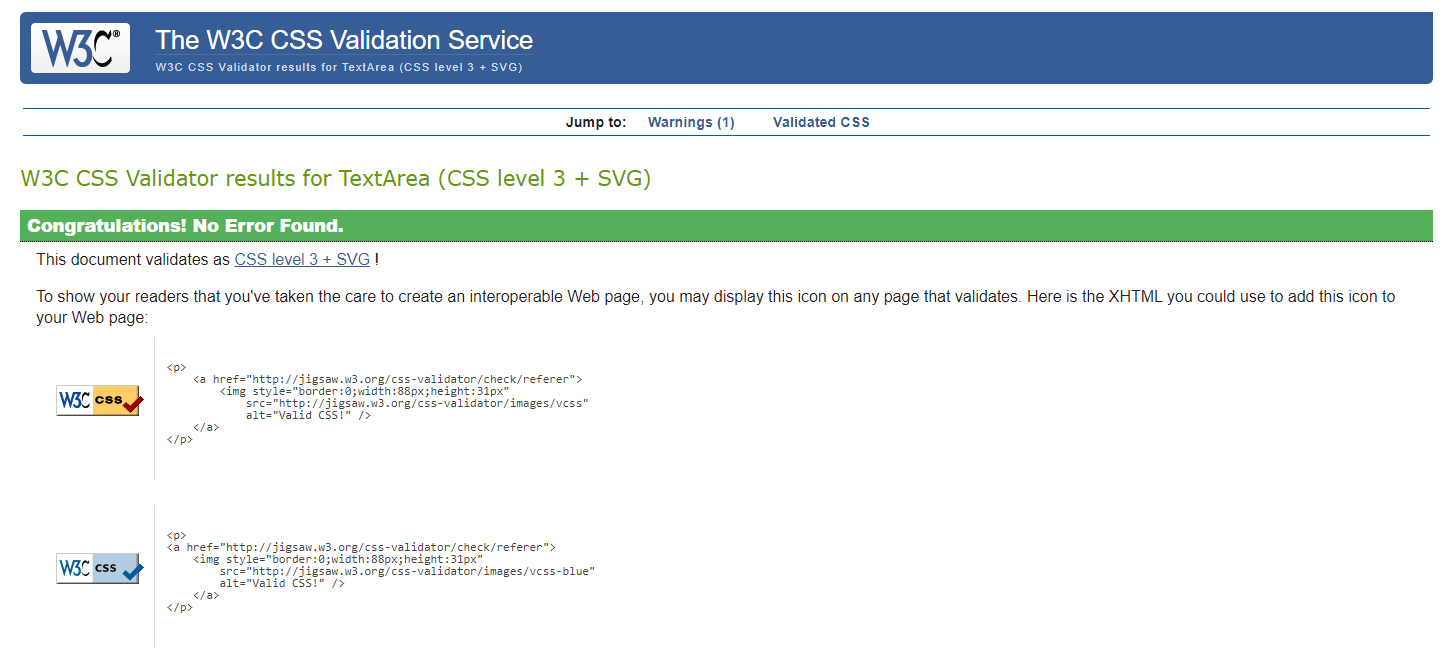 W3C®
The W3C CSS Validation Service
W3C CSS Validator results for TextArea (CSS level 3 + SVG)
Jump to: Warnings (1) Validated CSS
W3C CSS Validator results for TextArea (CSS level 3 + SVG)
Congratulations! No Error Found.
This document validates as CSS level 3 + SVG !
To show your readers that you've taken the care to create an interoperable Web page, you may display this icon on any page that validates. Here is the XHTML you could use to add this icon to
your Web page:
W3C css
<p>
<a href="http://jigsaw.w3.org/css-validator/check/referer">
<img style="border:0;width:88px;height:31px"
src="http://jigsaw.w3.org/css-validator/images/vcss"
alt="Valid CSS!" />
</a>
</p>
W3C css
<p>
<a href="http://jigsaw.w3.org/css-validator/check/referer">
<img style="border:0;width:88px;height:31px"
src="http://jigsaw.w3.org/css-validator/images/vcss-blue"
alt="Valid CSS!" />
</a>
</p>